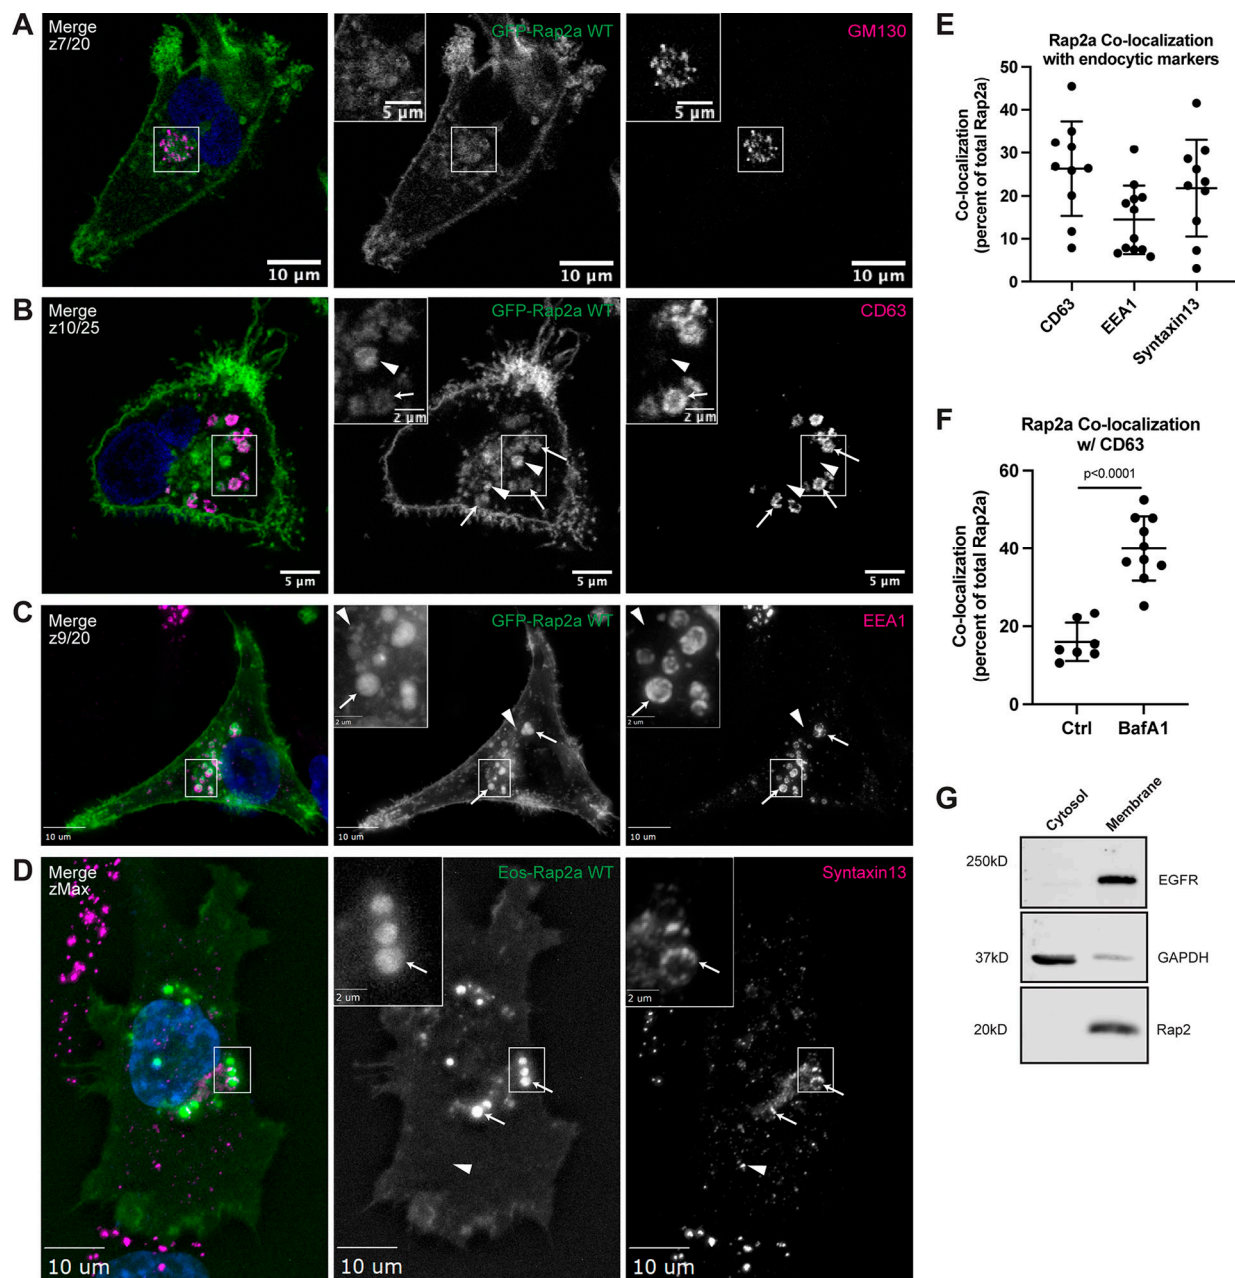 A
Merge
z7/20
10 µm
GFP-Rap2a WT
5 µm
10 µm
GM130
5 µm
10 µm
B
Merge
z10/25
5 µm
GFP-Rap2a WT
2 µm
5 µm
CD63
2 µm
5 µm
C
Merge
z9/20
10 um
GFP-Rap2a WT
2 um
10 um
EEA1
2 um
10 um
D
Merge
zMax
10 um
Eos-Rap2a WT
2 um
10 um
Syntaxin13
2 um
10 um
E
Rap2a Co-localization
with endocytic markers
Co-localization
(percent of total Rap2a)
50
40
30
20
10
0
CD63
EEA1
Syntaxin13
F
Rap2a Co-localization
w/ CD63
p<0.0001
Co-localization
(percent of total Rap2a)
60
40
20
0
Ctrl
BafA1
G
Cytosol
Membrane
250kD
EGFR
37kD
GAPDH
20kD
Rap2